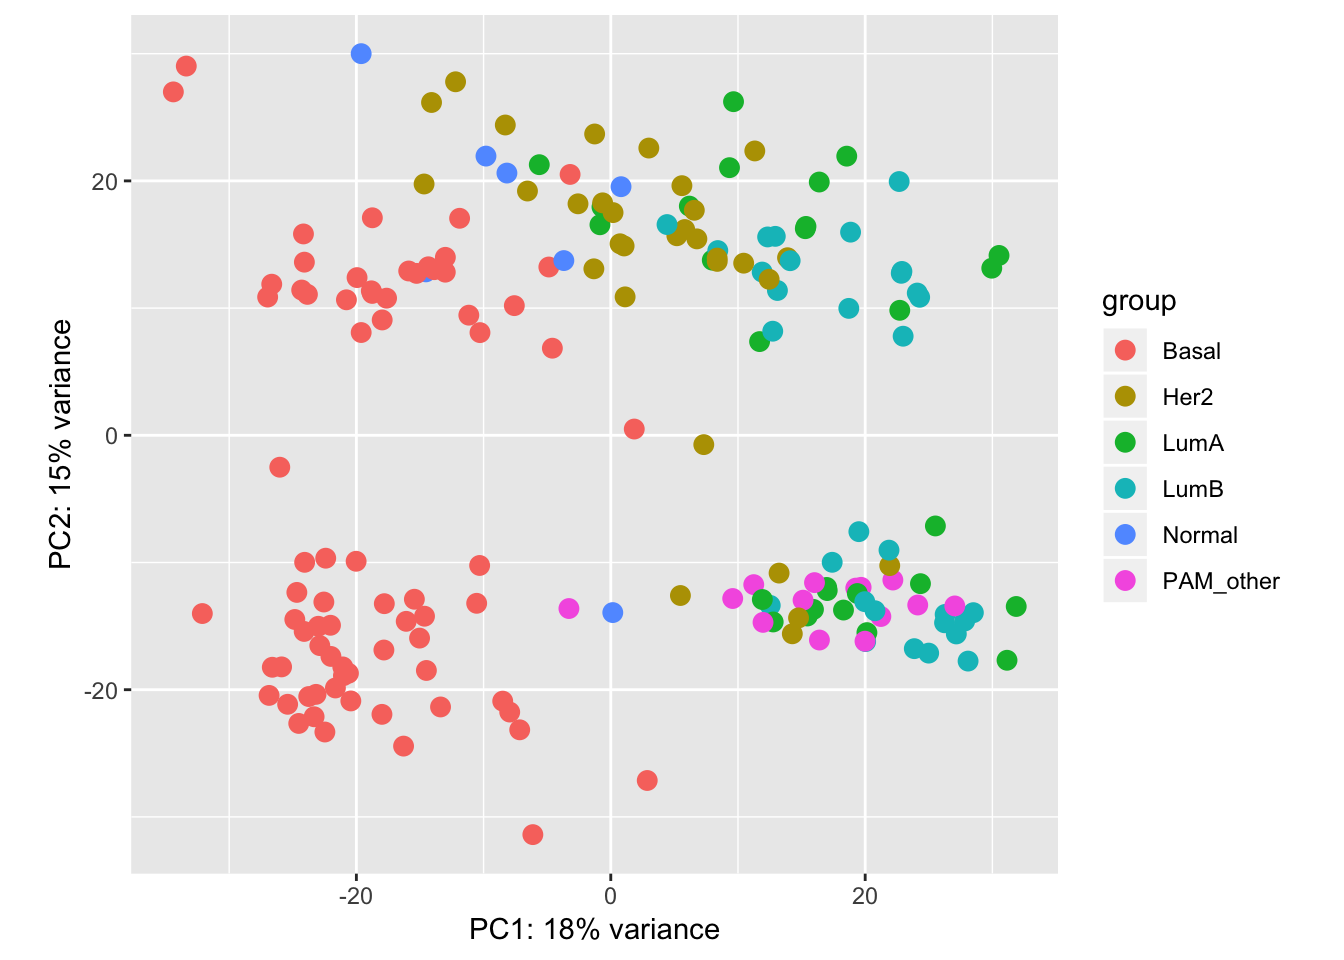 20
0
-20
PC2: 15% variance
-20
0
20
PC1: 18% variance
group
Basal
Her2
LumA
LumB
Normal
PAM_other